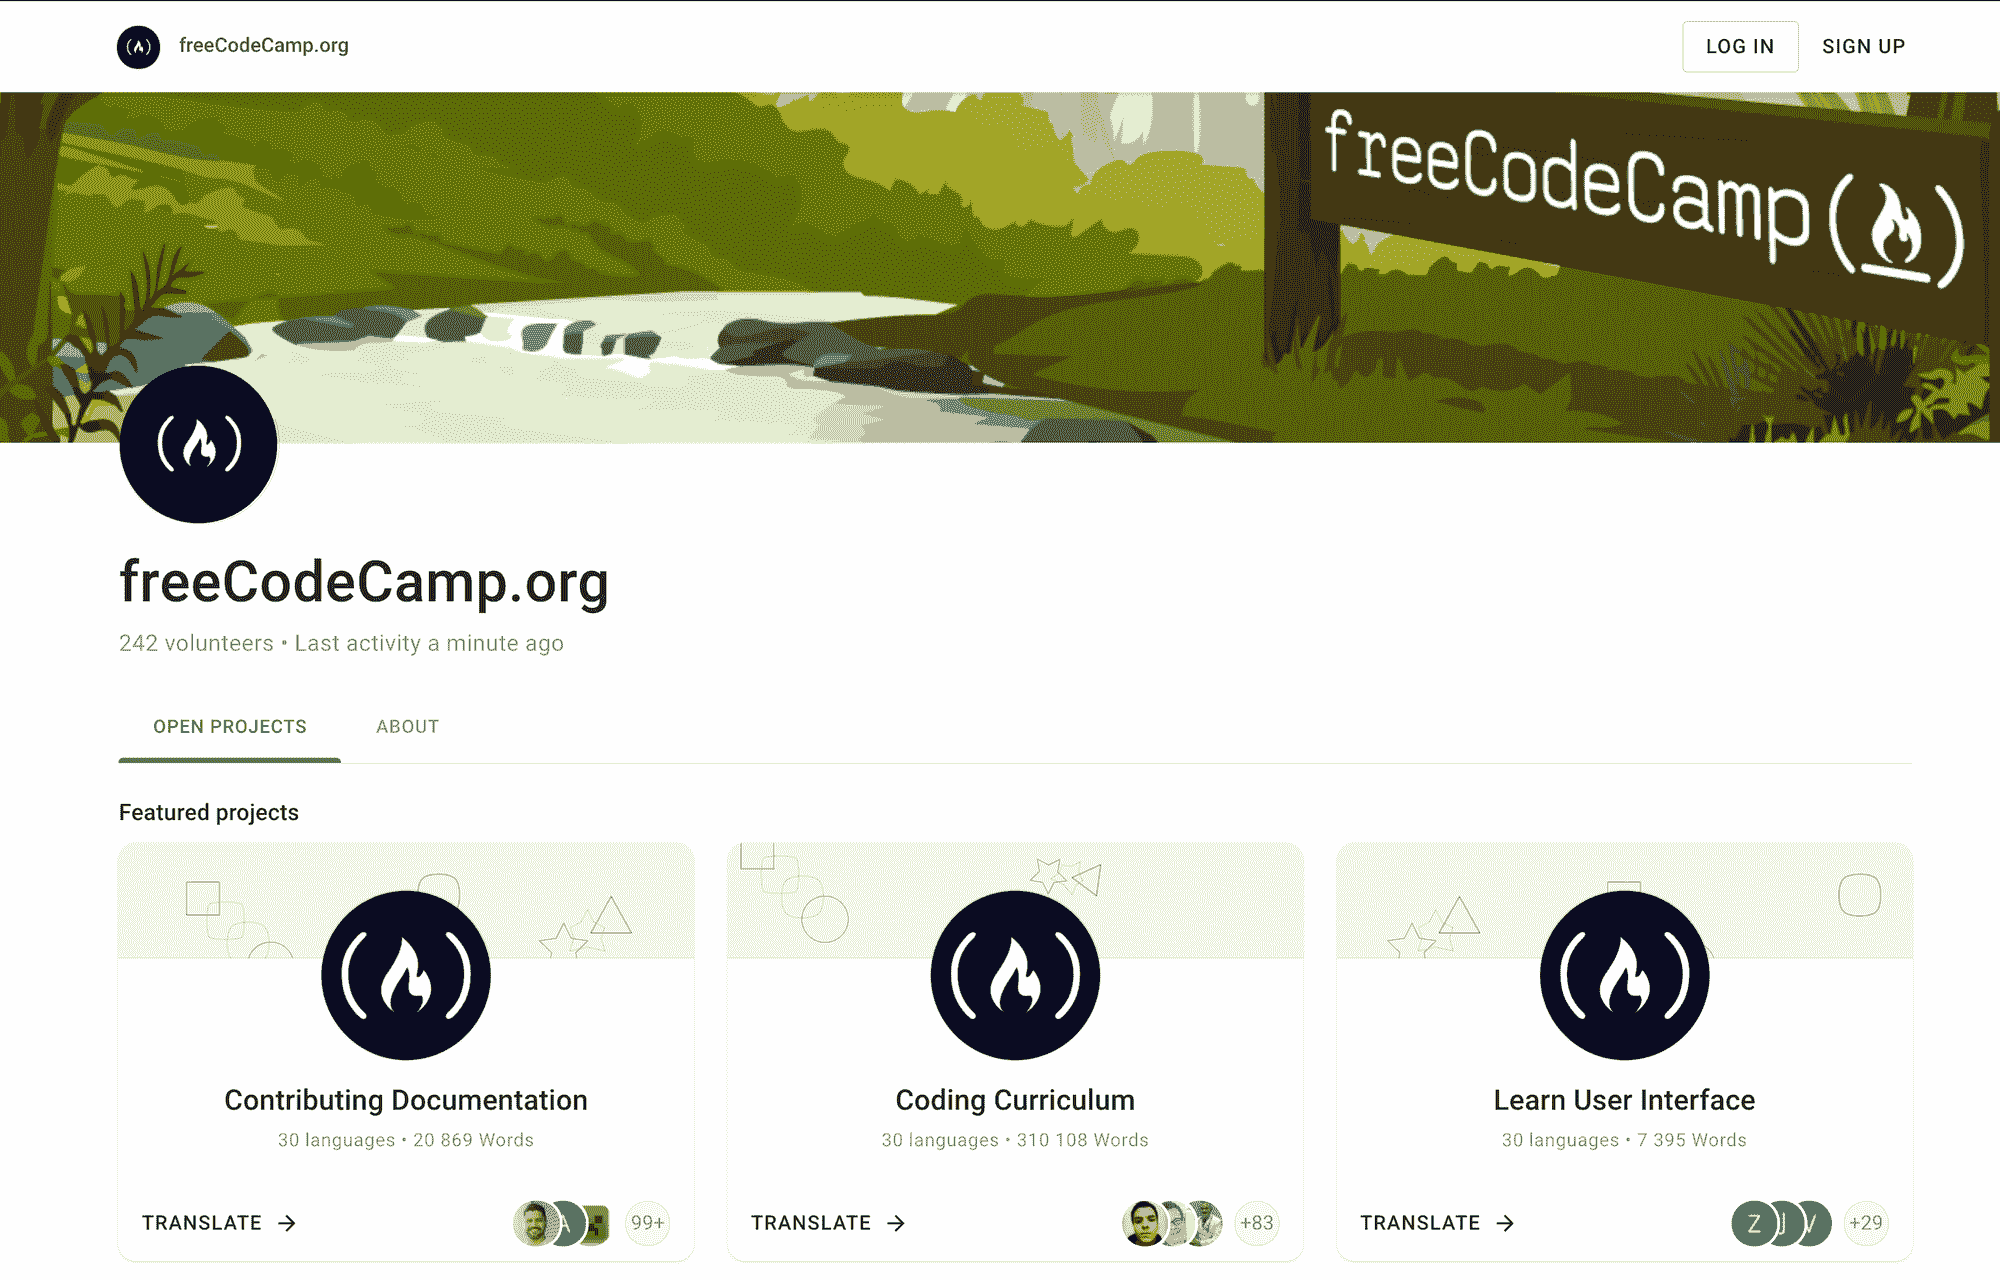 freeCodeCamp.org
LOG IN
SIGN UP
freeCodeCamp(🔥)
freeCodeCamp.org
242 volunteers • Last activity a minute ago
OPEN PROJECTS
ABOUT
Featured projects
Contributing Documentation
30 languages • 20 869 Words
TRANSLATE →
A
99+
Coding Curriculum
30 languages • 310 108 Words
TRANSLATE →
+83
Learn User Interface
30 languages • 7 395 Words
TRANSLATE →
Z J V
+29